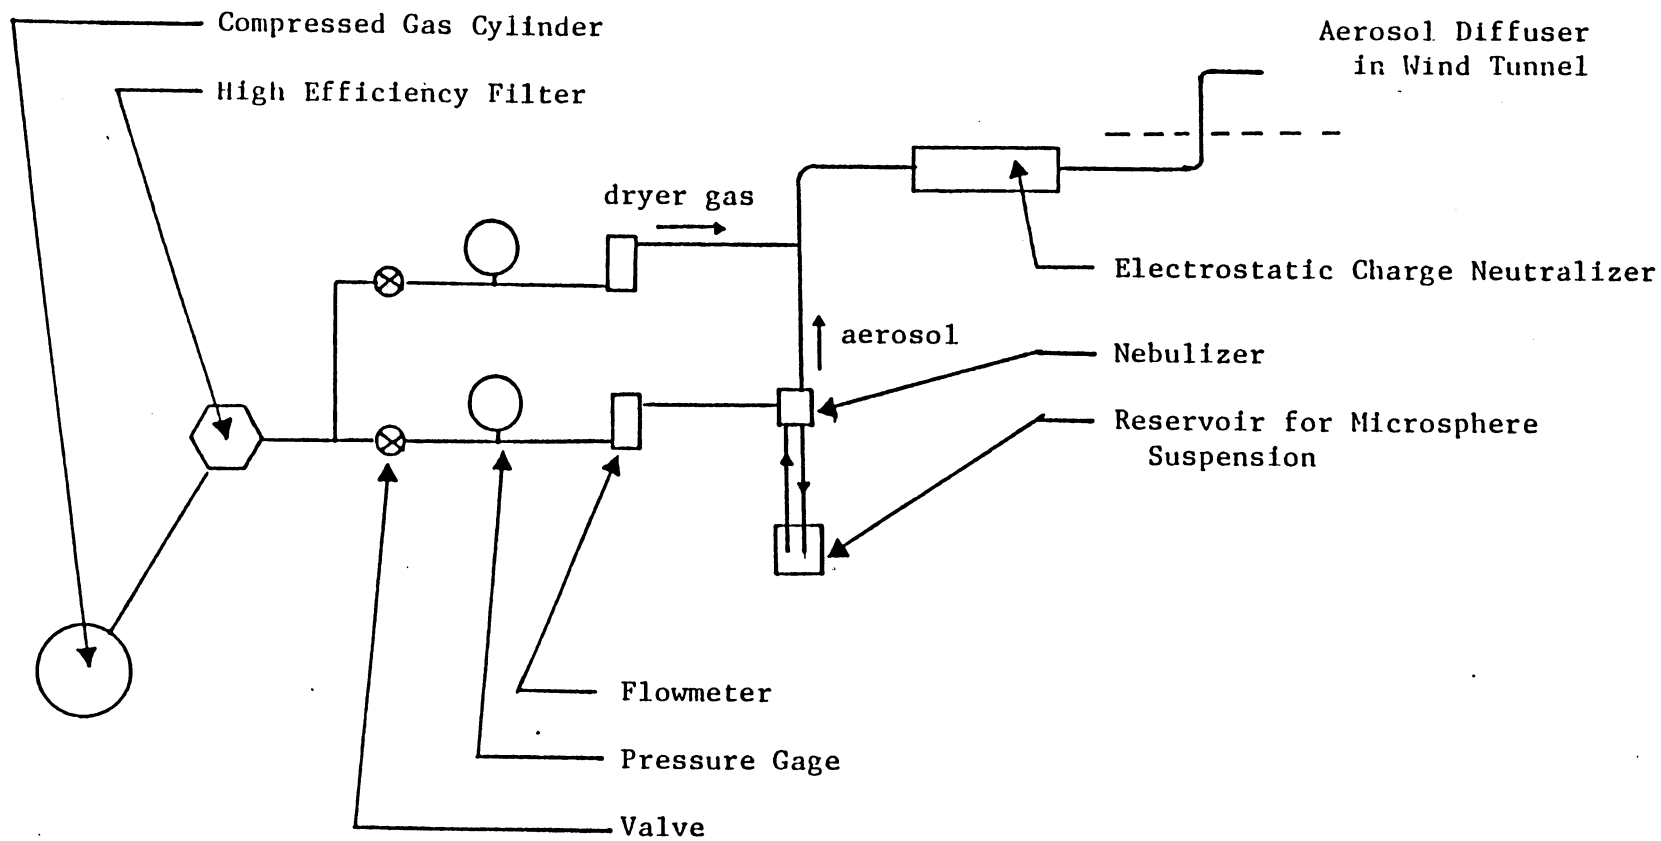 Compressed Gas Cylinder
High Efficiency Filter
Aerosol Diffuser
in Wind Tunnel
dryer gas
Electrostatic Charge Neutralizer
aerosol
Nebulizer
Reservoir for Microsphere
Suspension
Flowmeter
Pressure Gage
Valve